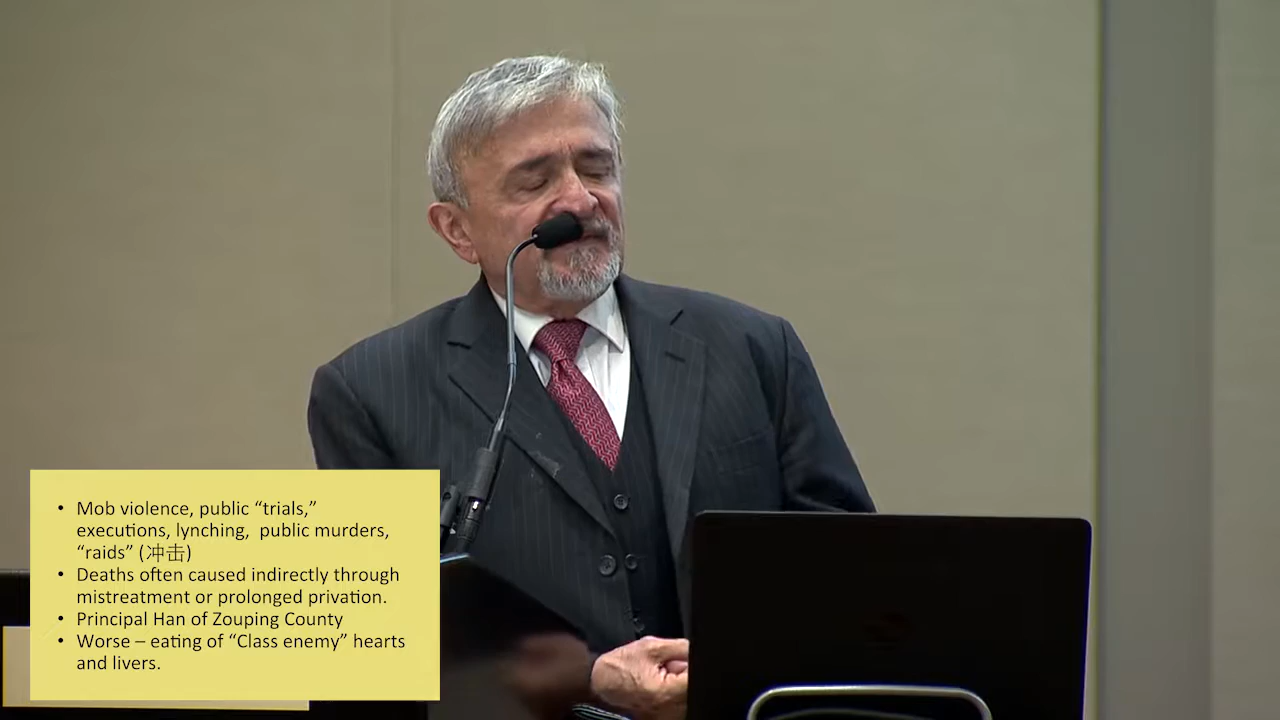 • Mob violence, public “trials,”
executions, lynching, public murders,
“raids” (冲击)
• Deaths often caused indirectly through
mistreatment or prolonged privation.
• Principal Han of Zouping County
• Worse – eating of “Class enemy” hearts
and livers.